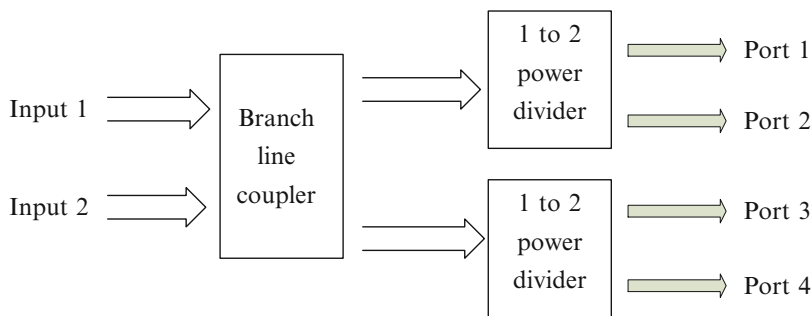 Input 1
Input 2
Branch
line
coupler
1 to 2
power
divider
1 to 2
power
divider
Port 1
Port 2
Port 3
Port 4